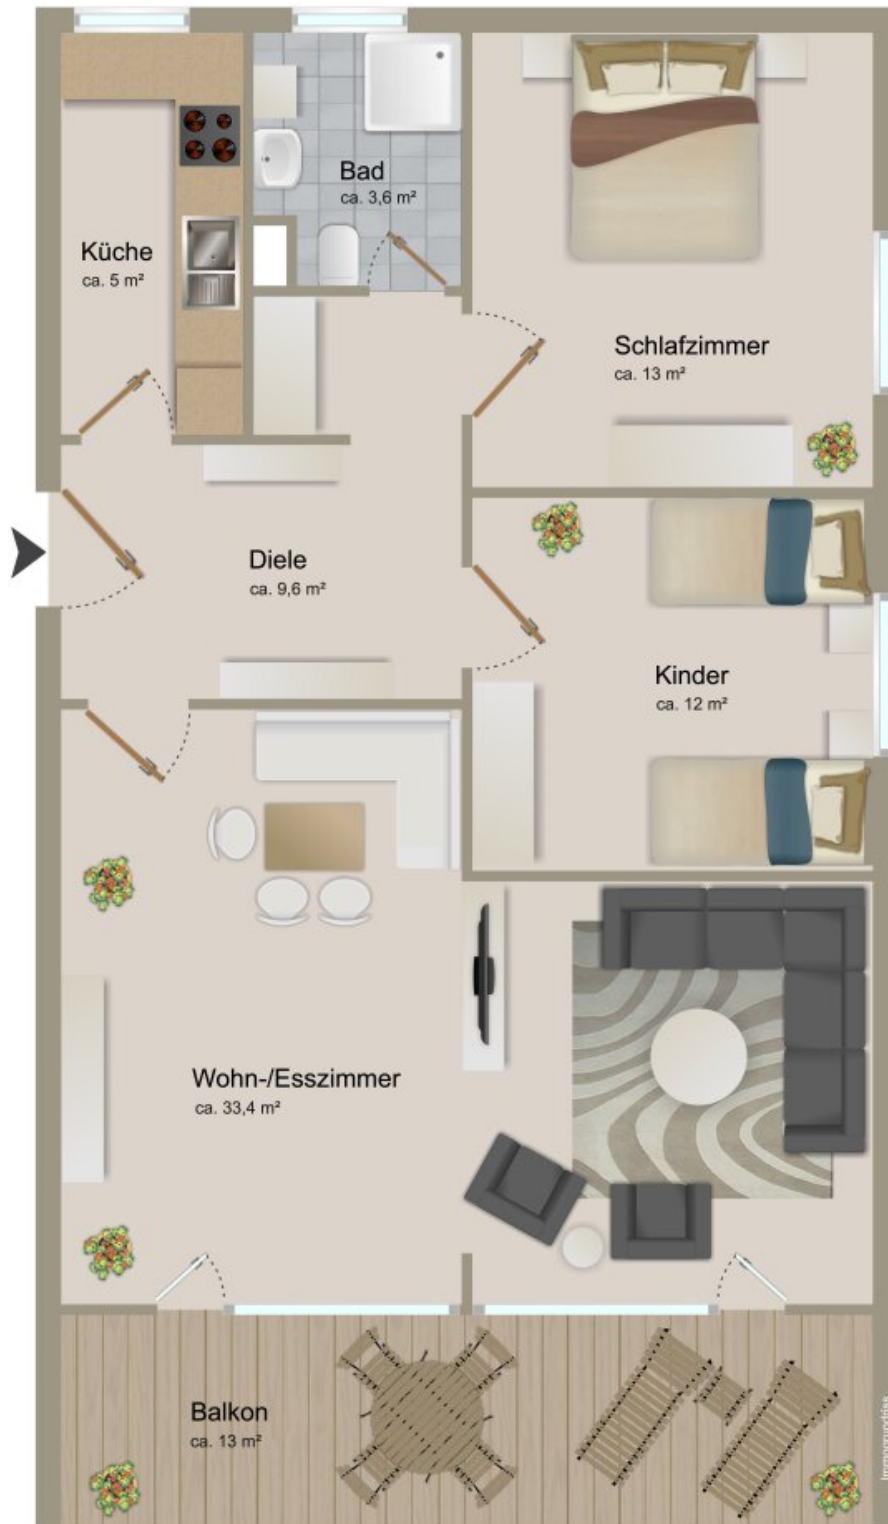 Bad
ca. 3,6 m²
Küche
ca. 5 m²
Schlafzimmer
ca. 13 m²
Diele
ca. 9,6 m²
Kinder
ca. 12 m²
Wohn-/Esszimmer
ca. 33,4 m²
Balkon
ca. 13 m²